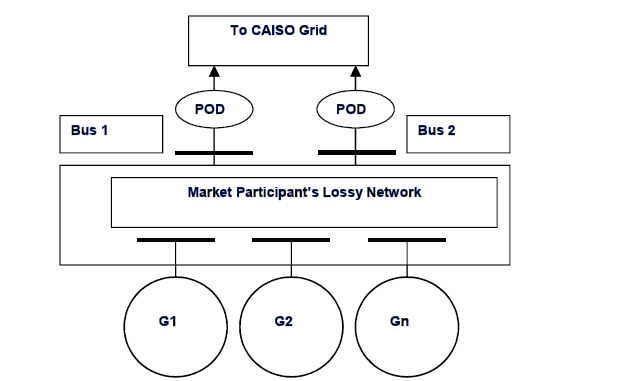 To CAISO Grid
POD
POD
Bus 1
Bus 2
Market Participant's Lossy Network
G1
G2
Gn